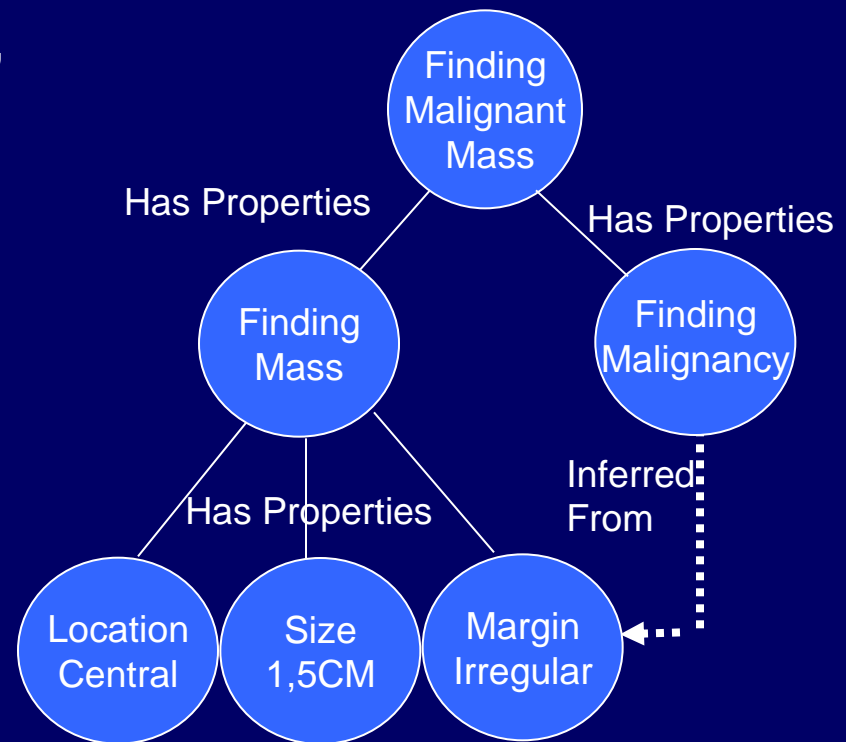 Finding
Malignant
Mass
Has Properties
Has Properties
Finding
Mass
Finding
Malignancy
Has Properties
Inferred
From
Location
Central
Size
1,5CM
Margin
Irregular